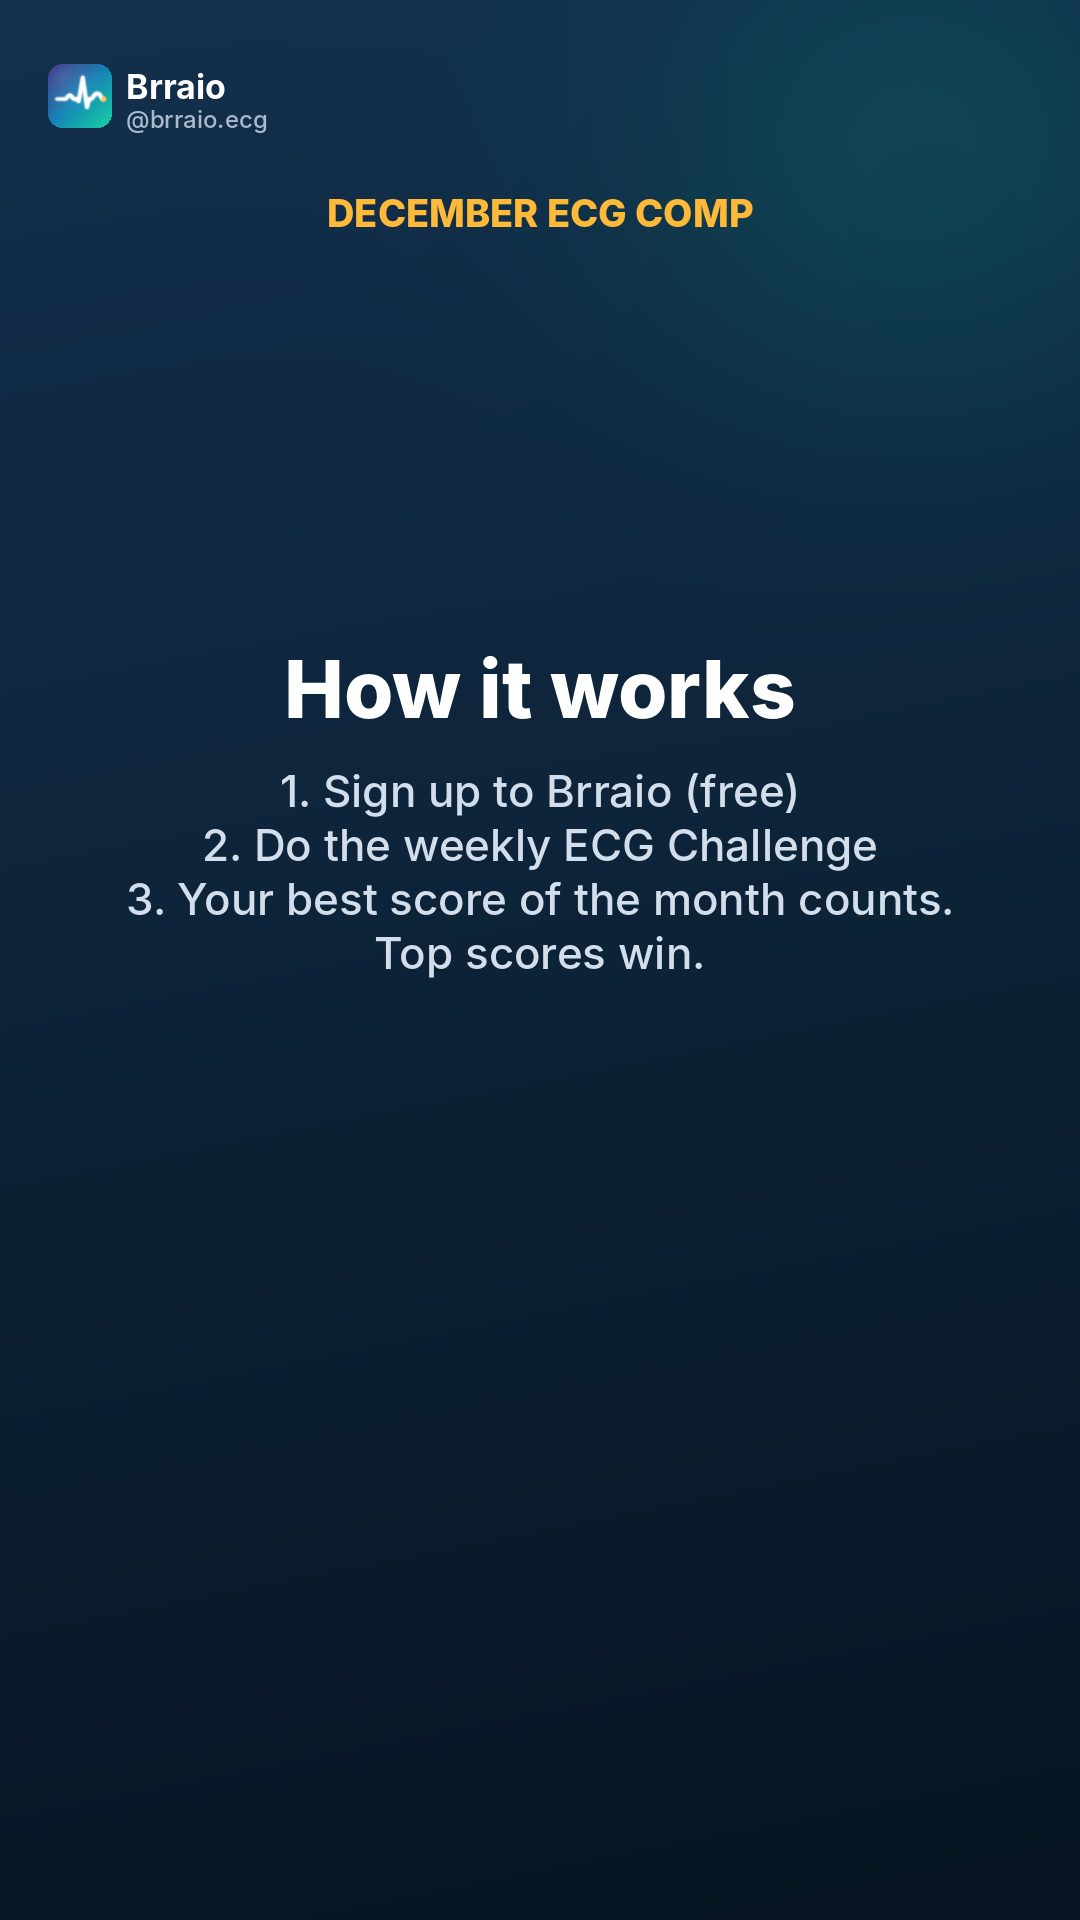 Brraio
@brraio.ecg
DECEMBER ECG COMP
How it works
1. Sign up to Brraio (free)
2. Do the weekly ECG Challenge
3. Your best score of the month counts.
Top scores win.